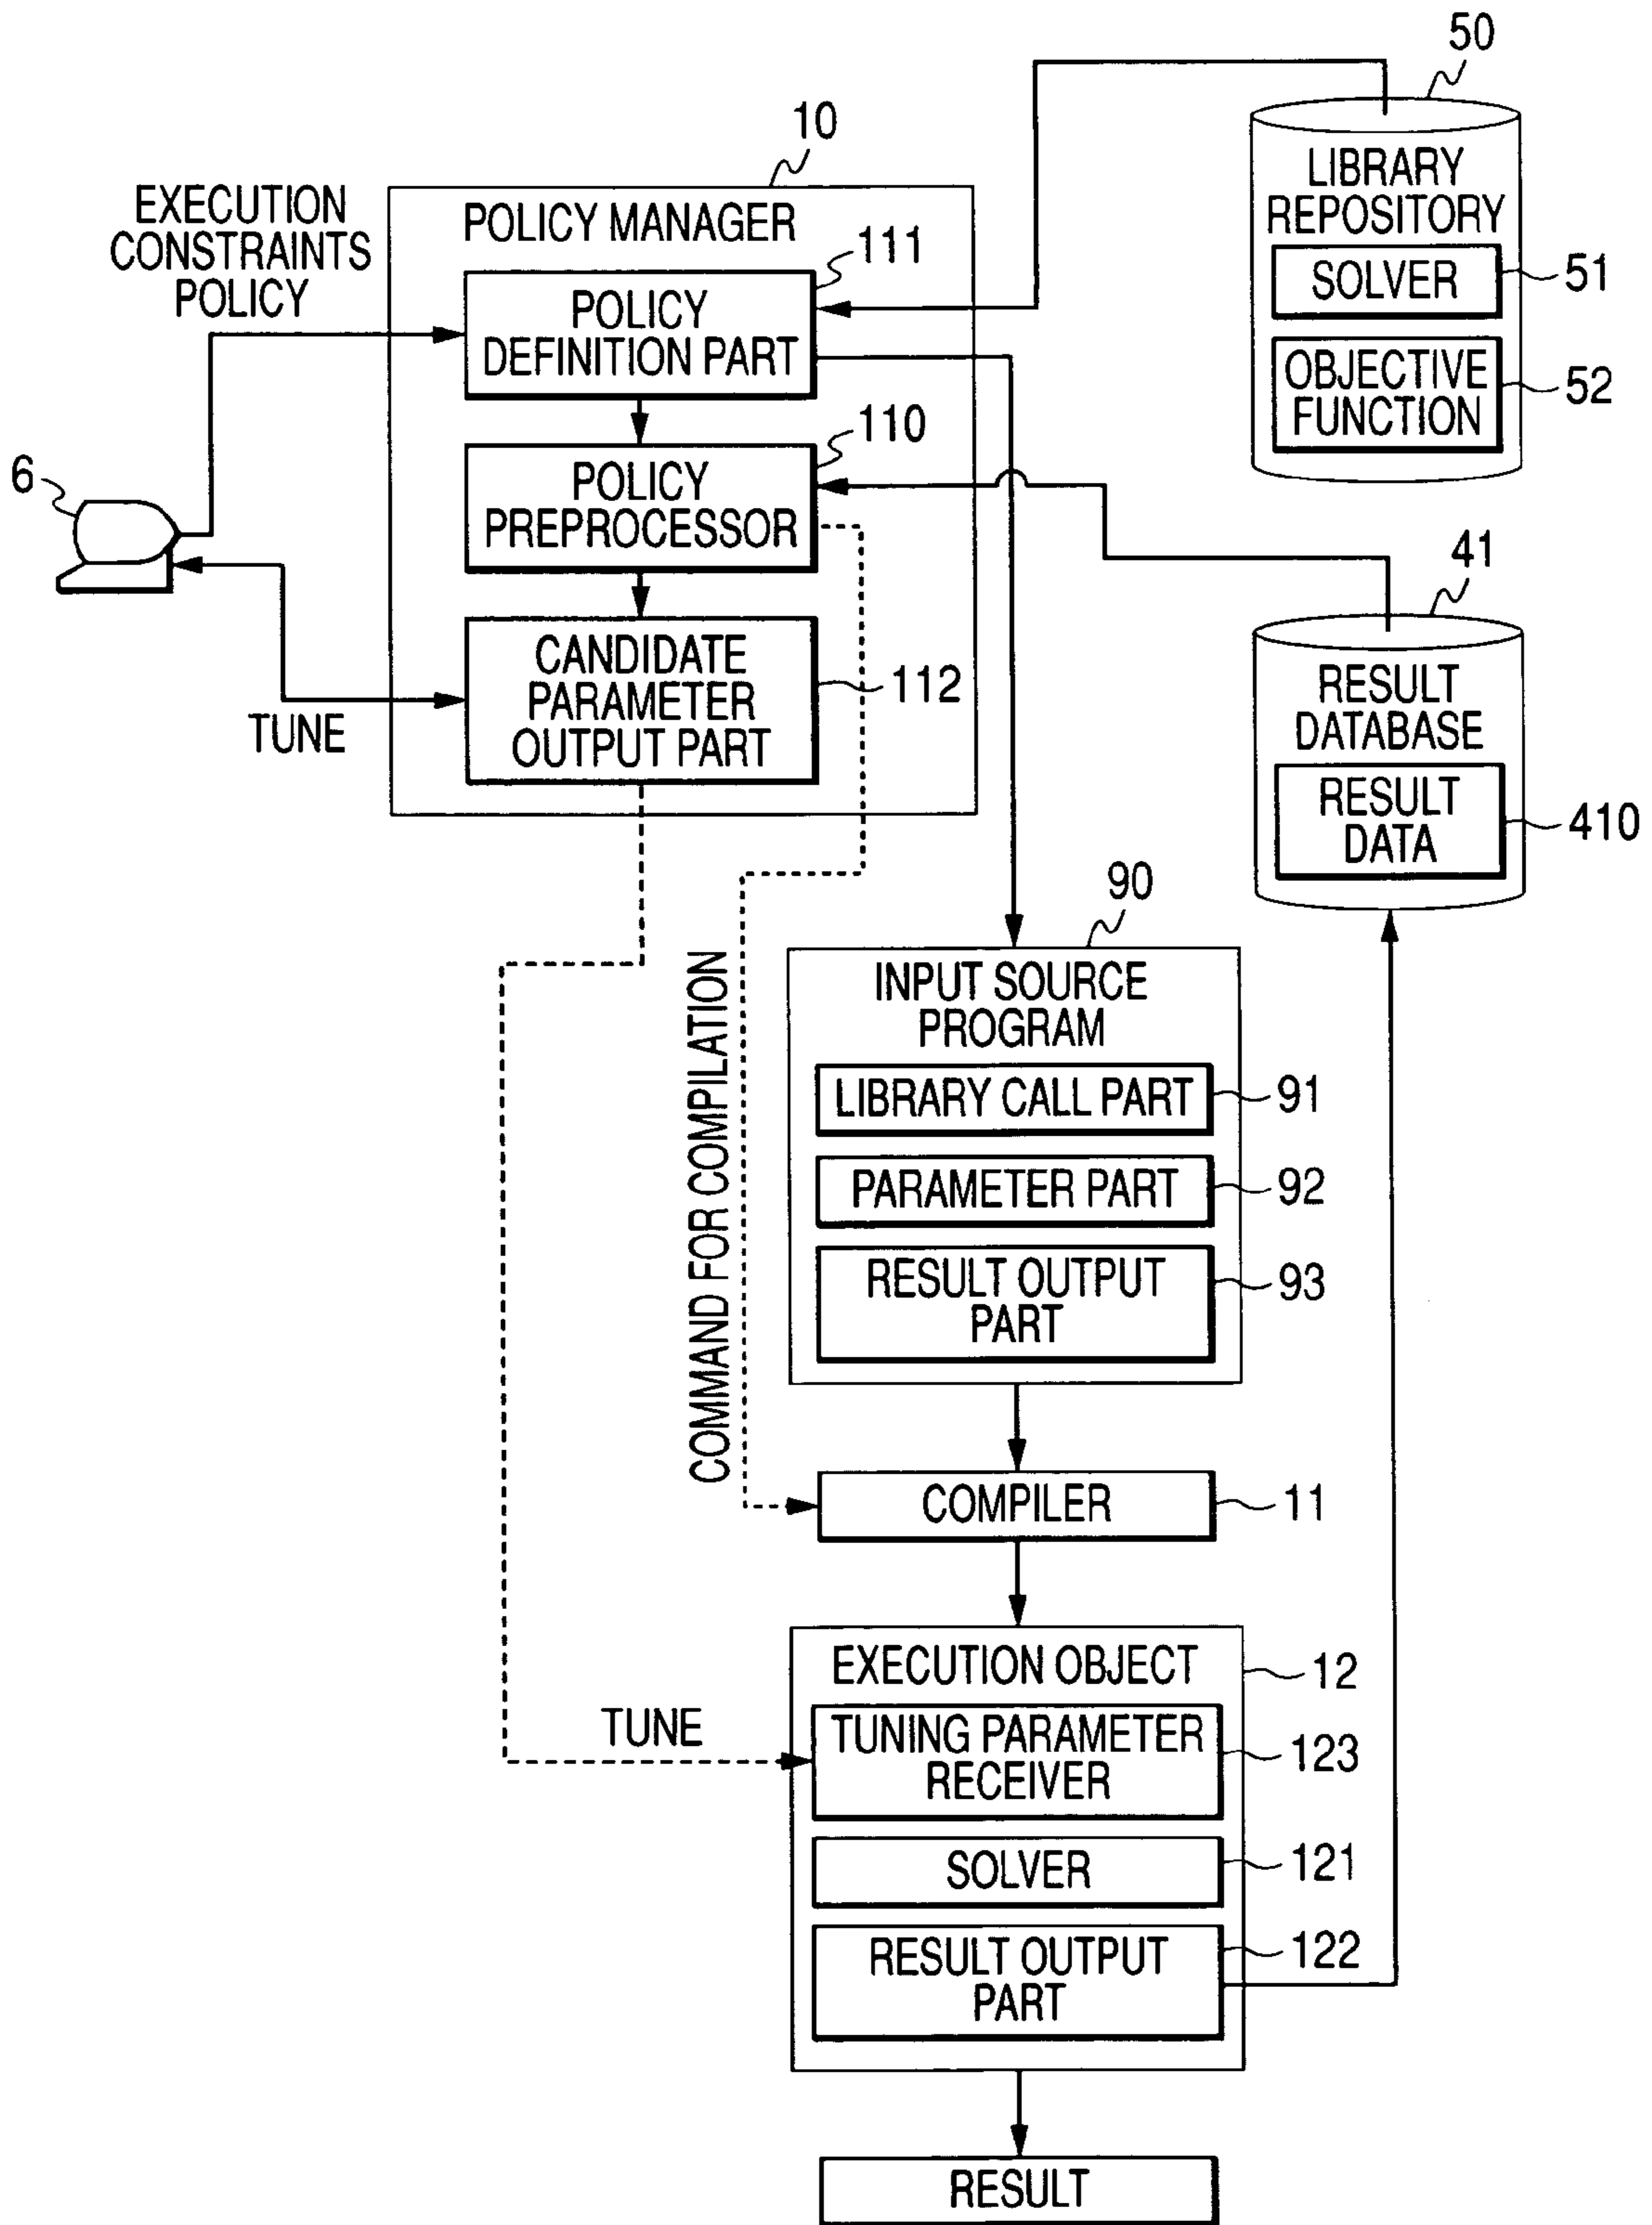 50
10
LIBRARY
REPOSITORY
SOLVER
51
OBJECTIVE
FUNCTION
52
EXECUTION
CONSTRAINTS
POLICY
POLICY MANAGER
111
POLICY
DEFINITION PART
110
POLICY
PREPROCESSOR
6
CANDIDATE
PARAMETER
OUTPUT PART
112
TUNE
41
RESULT
DATABASE
RESULT
DATA
410
90
INPUT SOURCE
PROGRAM
LIBRARY CALL PART
91
PARAMETER PART
92
RESULT OUTPUT
PART
93
COMMAND FOR COMPILATION
COMPILER
11
EXECUTION OBJECT
12
TUNE
TUNING PARAMETER
RECEIVER
123
SOLVER
121
RESULT OUTPUT
PART
122
RESULT